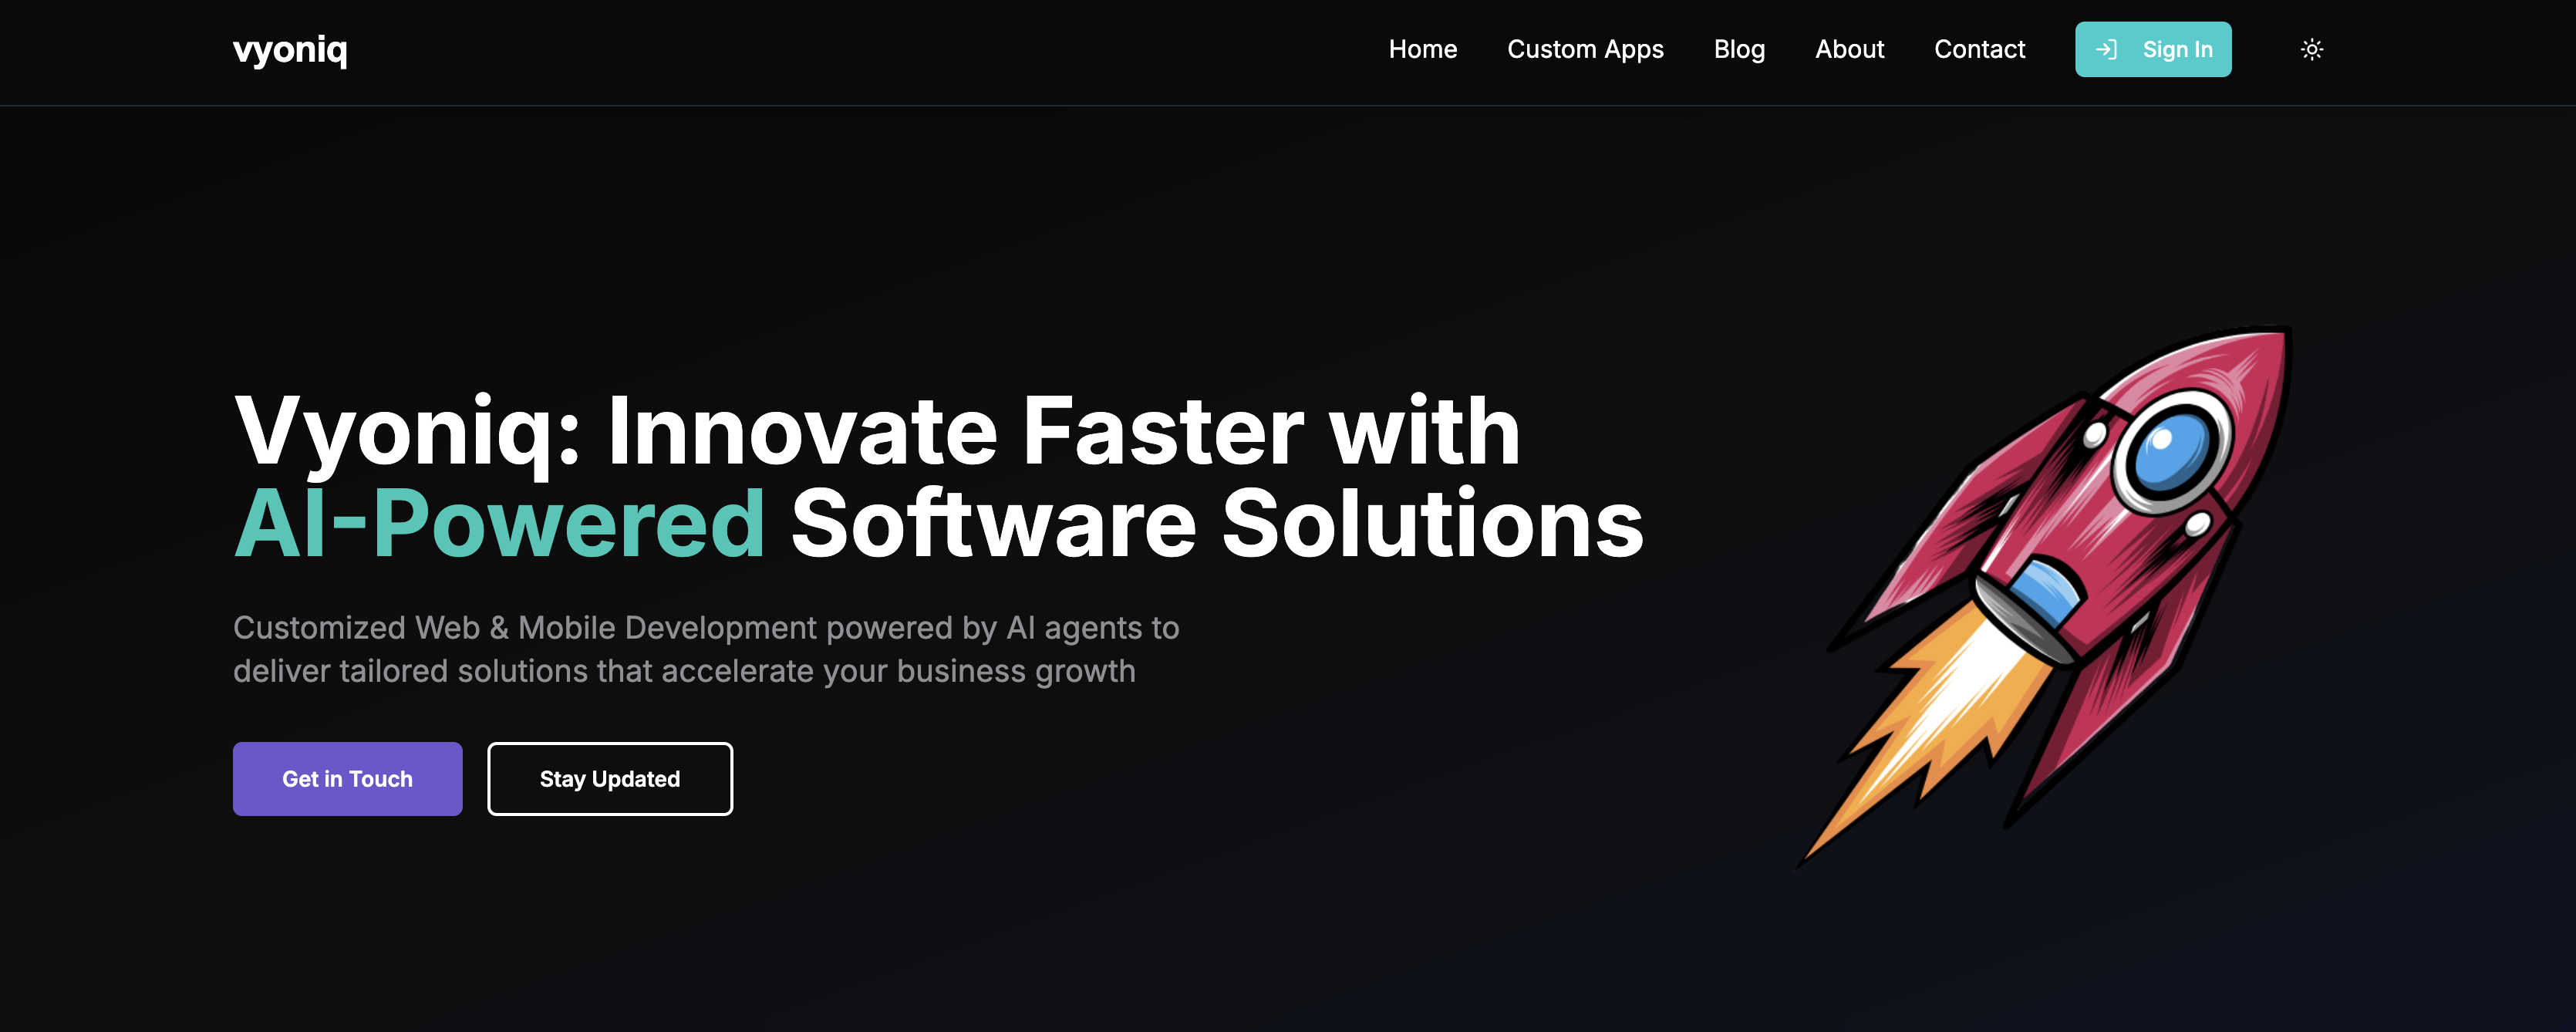 vyoniq
Home
Custom Apps
Blog
About
Contact
Sign In
Vyoniq: Innovate Faster with
AI-Powered Software Solutions
Customized Web & Mobile Development powered by AI agents to
deliver tailored solutions that accelerate your business growth
Get in Touch
Stay Updated